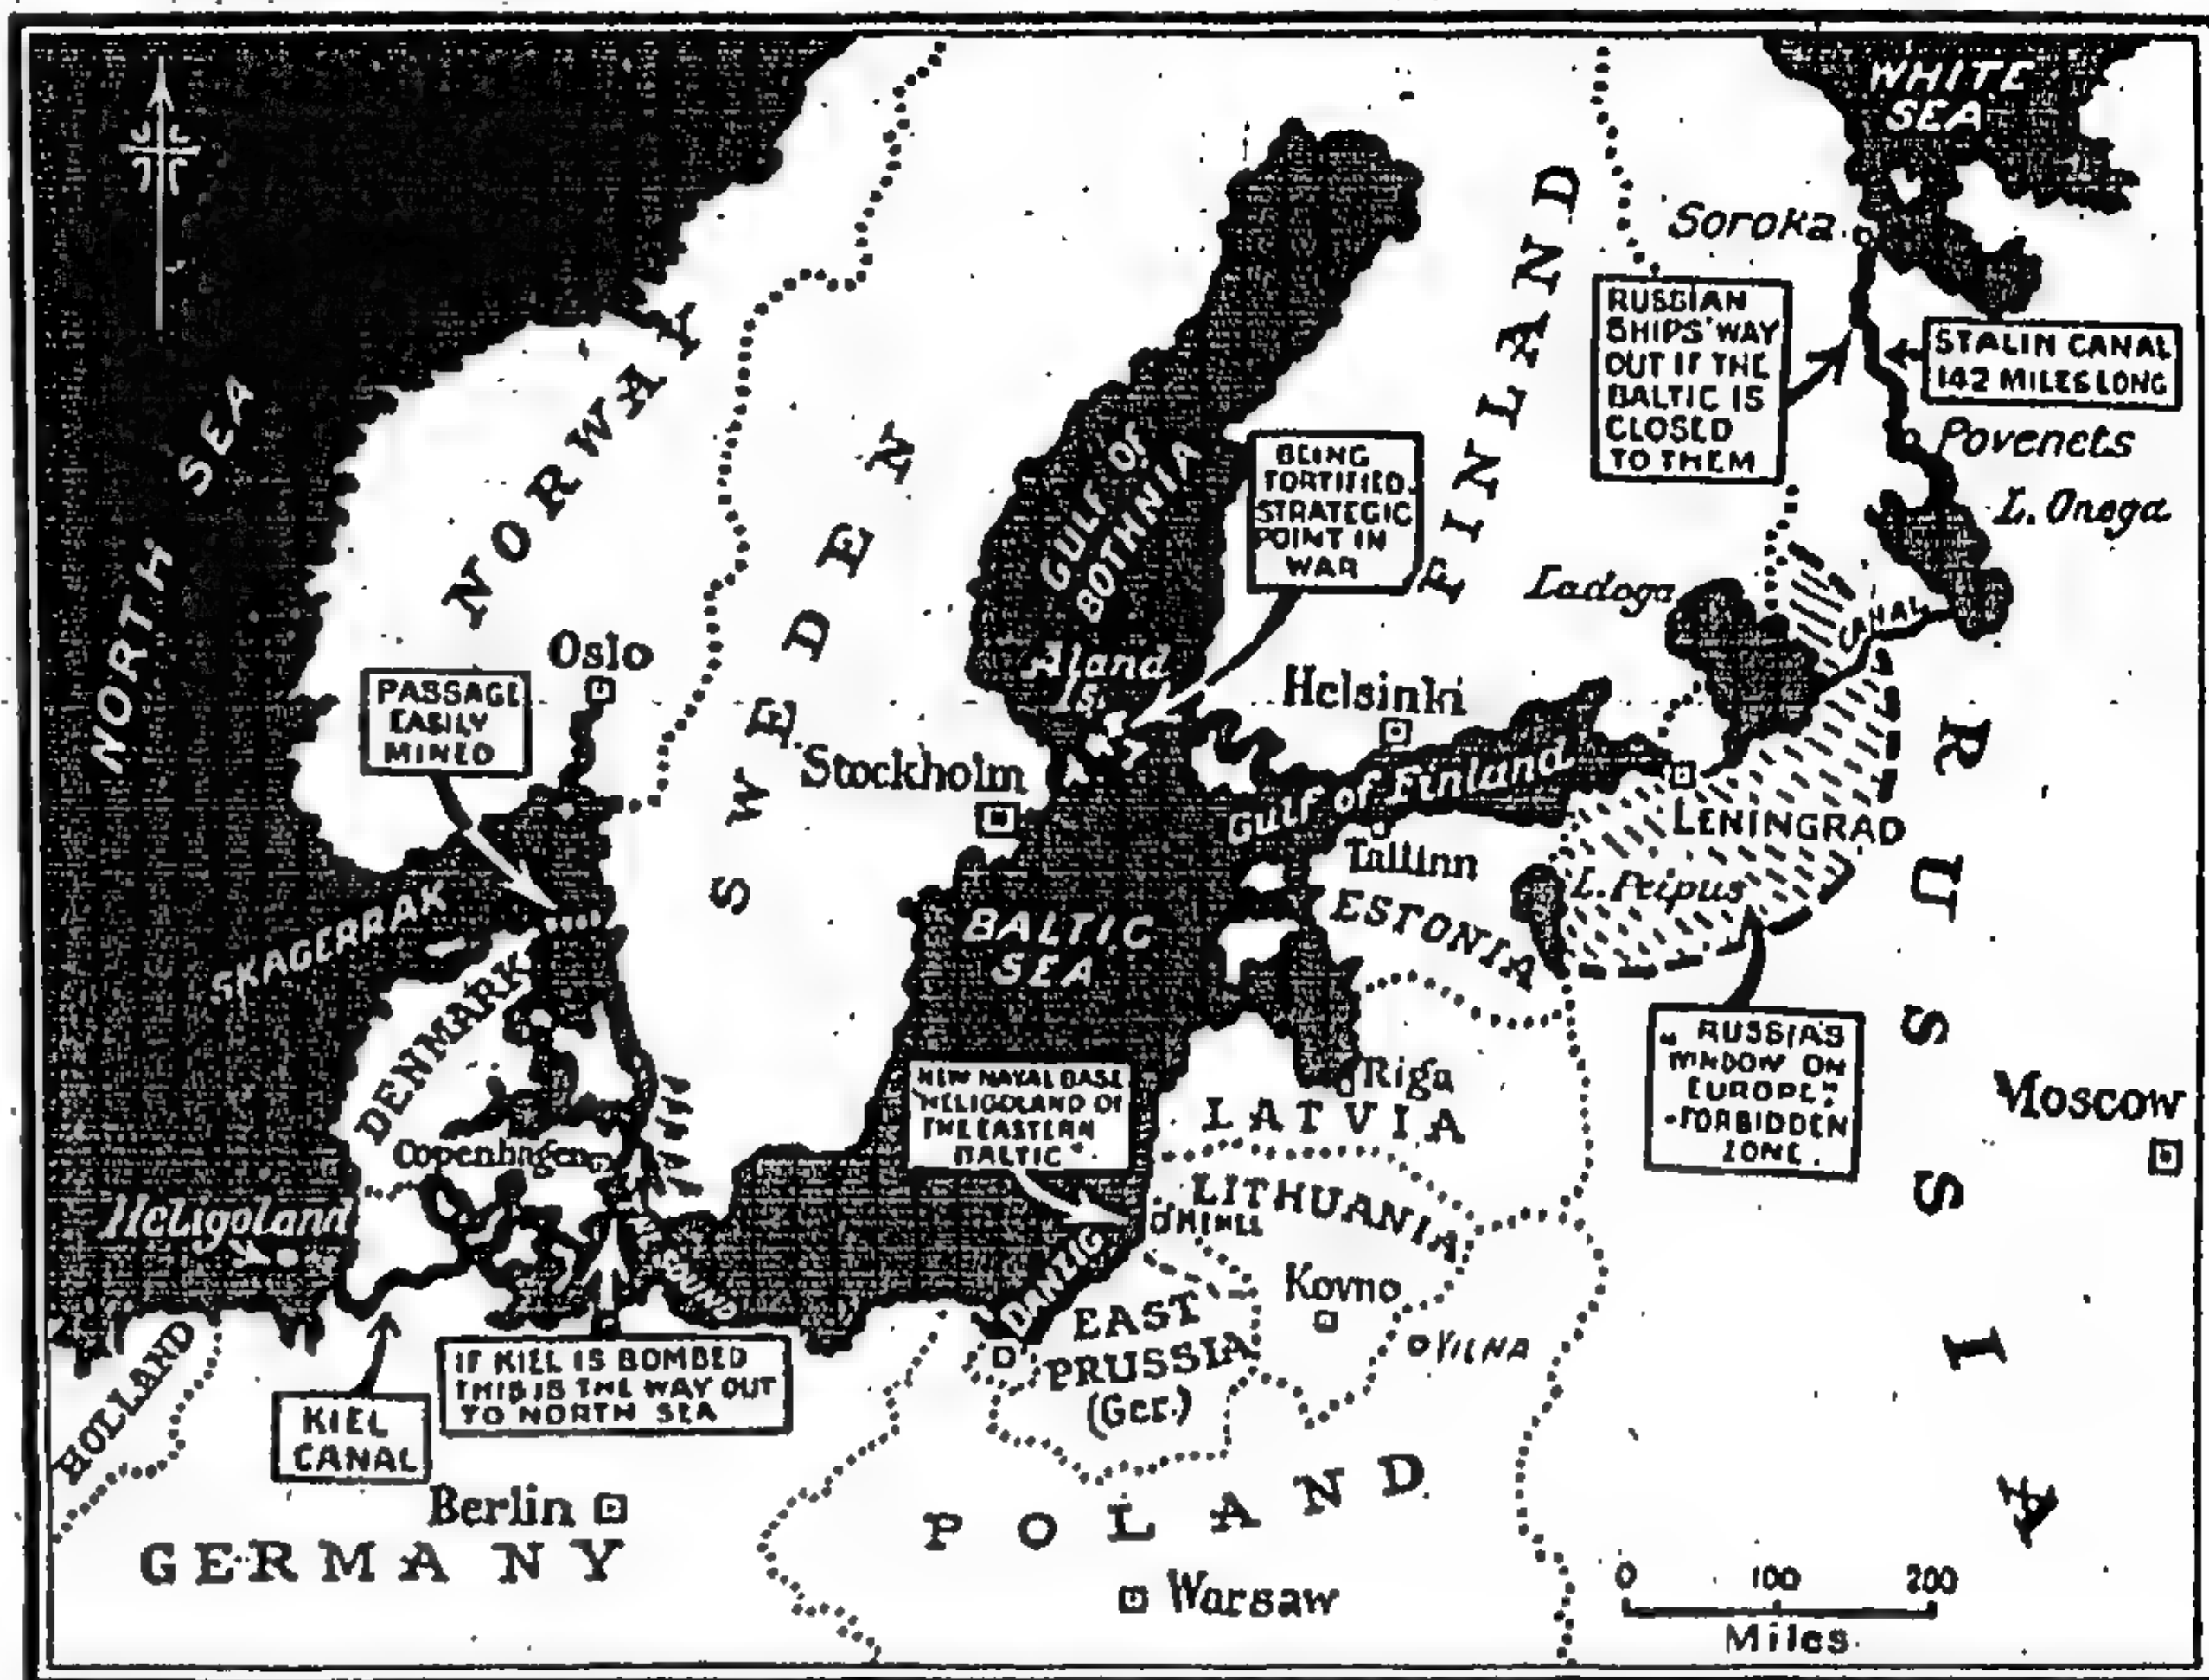 WHITE
SEA
Soroka
RUSSIAN
SHIPS' WAY
OUT IF THE
BALTIC IS
CLOSED
TO THEM
STALIN CANAL
142 MILES LONG
Povenets
L. Onega
NORTH SEA
NORWAY
SWEDEN
FINLAND
GULF OF
BOTHNIA
BEING
FORTIFIED.
STRATEGIC
POINT IN
WAR
Ladoga
CANAL
Aland
Is.
Oslo
PASSAGE
EASILY
MINED
Helsinki
Stockholm
Gulf of Finland
LENINGRAD
Tallinn
L. Peipus
ESTONIA
SKAGERRAK
BALTIC
SEA
DENMARK
RUSSIA
"RUSSIA'S
WINDOW ON
EUROPE"
FORBIDDEN
ZONE.
NEW NAVAL BASE
"HELIGOLAND OF
THE EASTERN
BALTIC".
Riga
LATVIA
Moscow
Copenhagen
Heligoland
THE SOUND
LITHUANIA
MEMEL
DANZIG
EAST
PRUSSIA
(Ger.)
Kovno
VILNA
HOLLAND
KIEL
CANAL
IF KIEL IS BOMBED
THIS IS THE WAY OUT
TO NORTH SEA
Berlin
GERMANY
POLAND
Warsaw
0 100 200
Miles